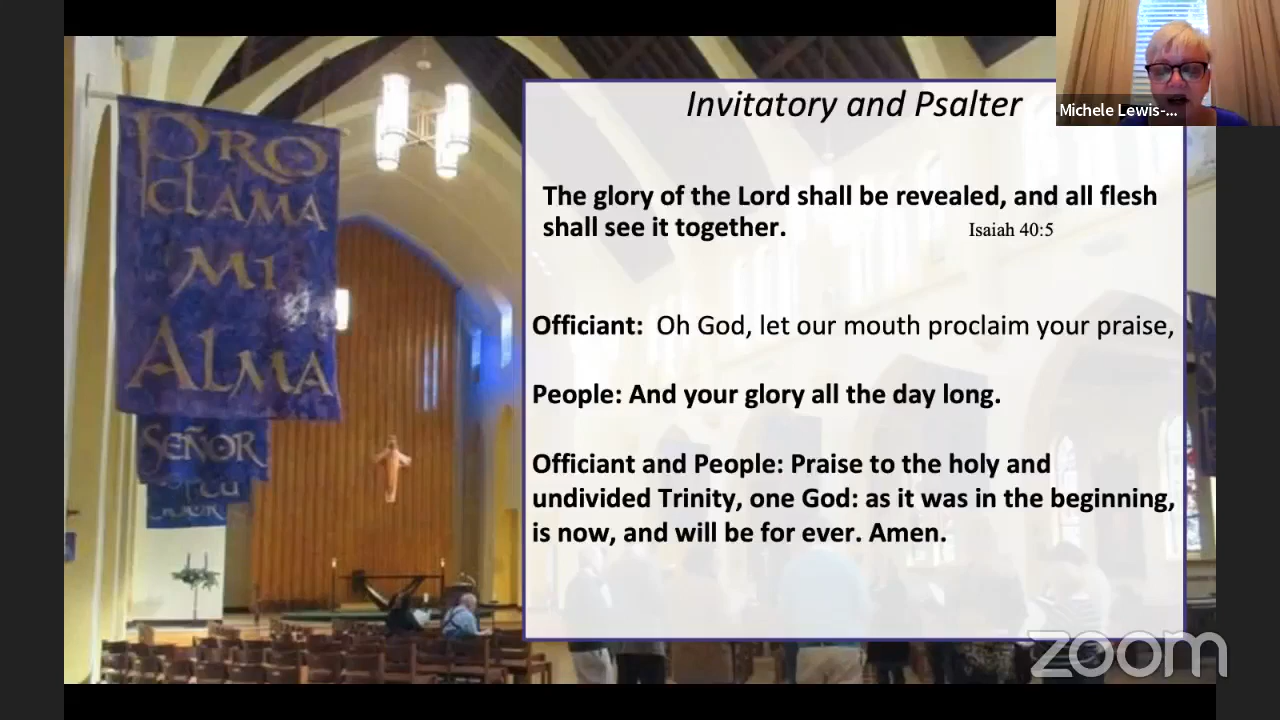 PRO
CLAMA
MI
ALMA
SEÑOR
Invitatory and Psalter
The glory of the Lord shall be revealed, and all flesh
shall see it together. Isaiah 40:5
Officiant: Oh God, let our mouth proclaim your praise,
People: And your glory all the day long.
Officiant and People: Praise to the holy and
undivided Trinity, one God: as it was in the beginning,
is now, and will be for ever. Amen.
Michele Lewis-...
zoom